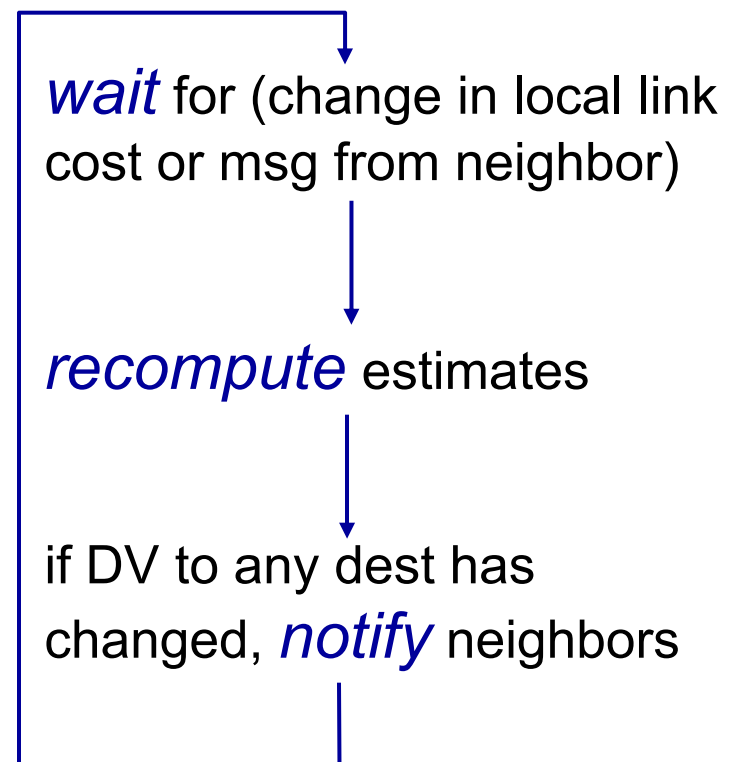 wait for (change in local link
cost or msg from neighbor)
recompute estimates
if DV to any dest has
changed, notify neighbors